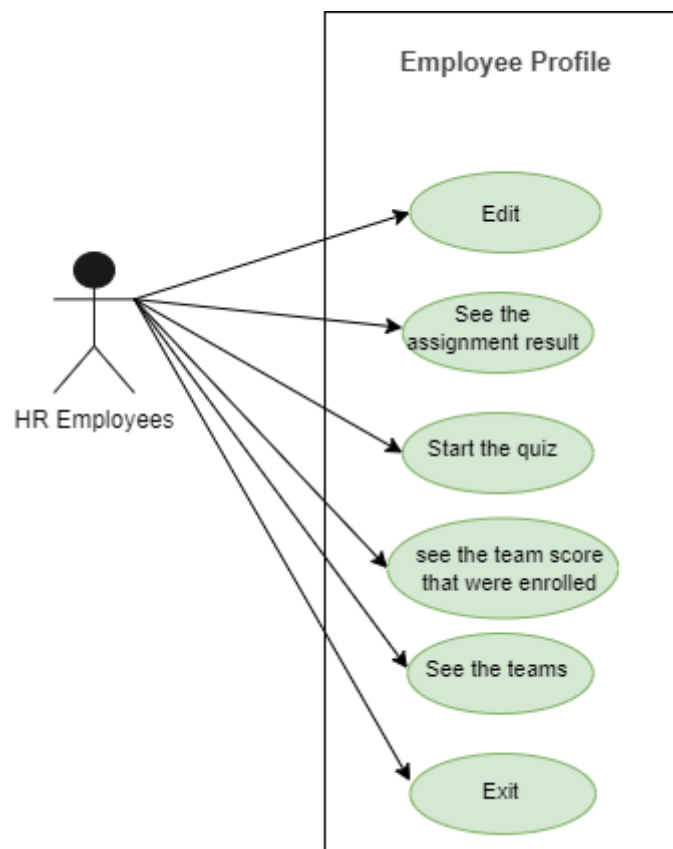 Employee Profile
Edit
See the
assignment result
HR Employees
Start the quiz
see the team score
that were enrolled
See the teams
Exit